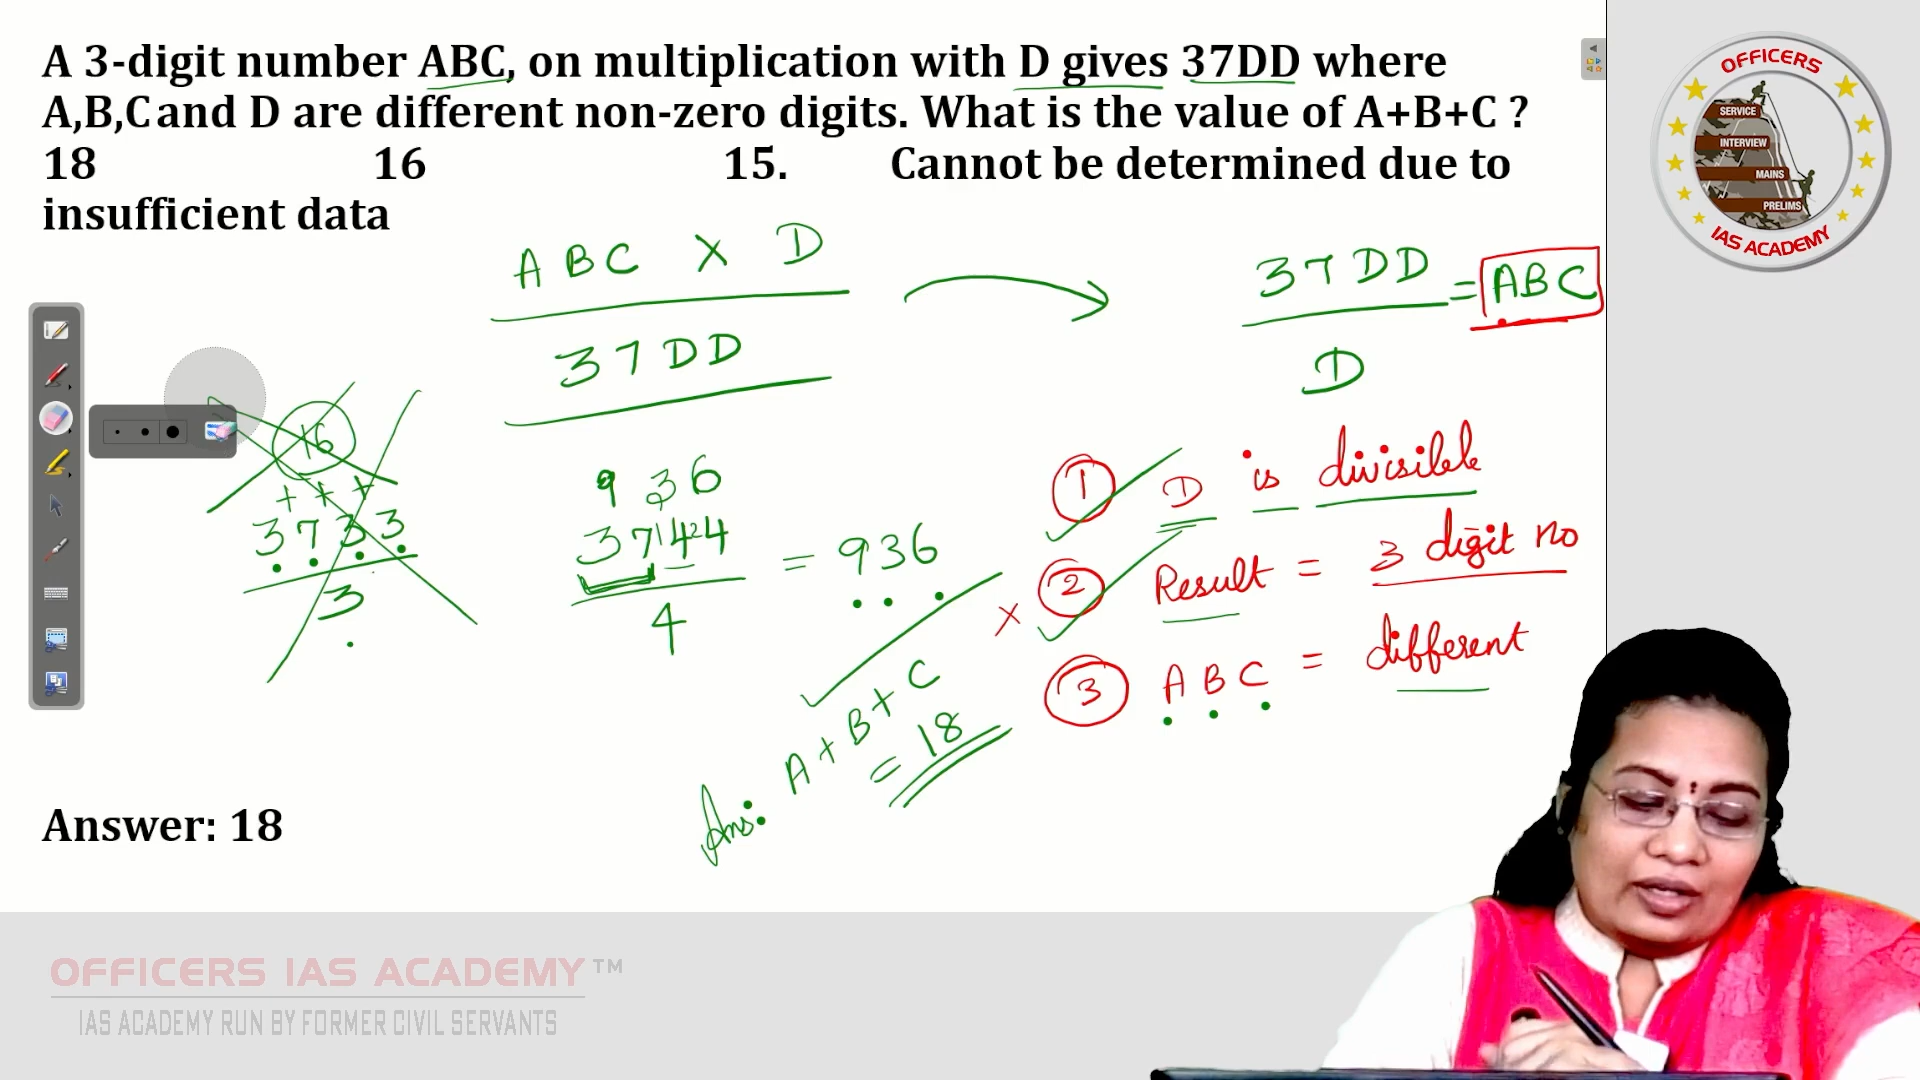 A 3-digit number ABC, on multiplication with D gives 37DD where
A,B,C and D are different non-zero digits. What is the value of A+B+C ?
18 16 15. Cannot be determined due to
insufficient data
ABC X D
37DD
37DD
D
= ABC
16
+ + +
3733
3
936
37¹4²4
4
= 936
① D is divisible
X ② Result = 3 digit no
③ ABC = different
Ans: A+B+C
= 18
Answer: 18
OFFICERS
SERVICE
INTERVIEW
MAINS
PRELIMS
IAS ACADEMY
OFFICERS IAS ACADEMY™
IAS ACADEMY RUN BY FORMER CIVIL SERVANTS